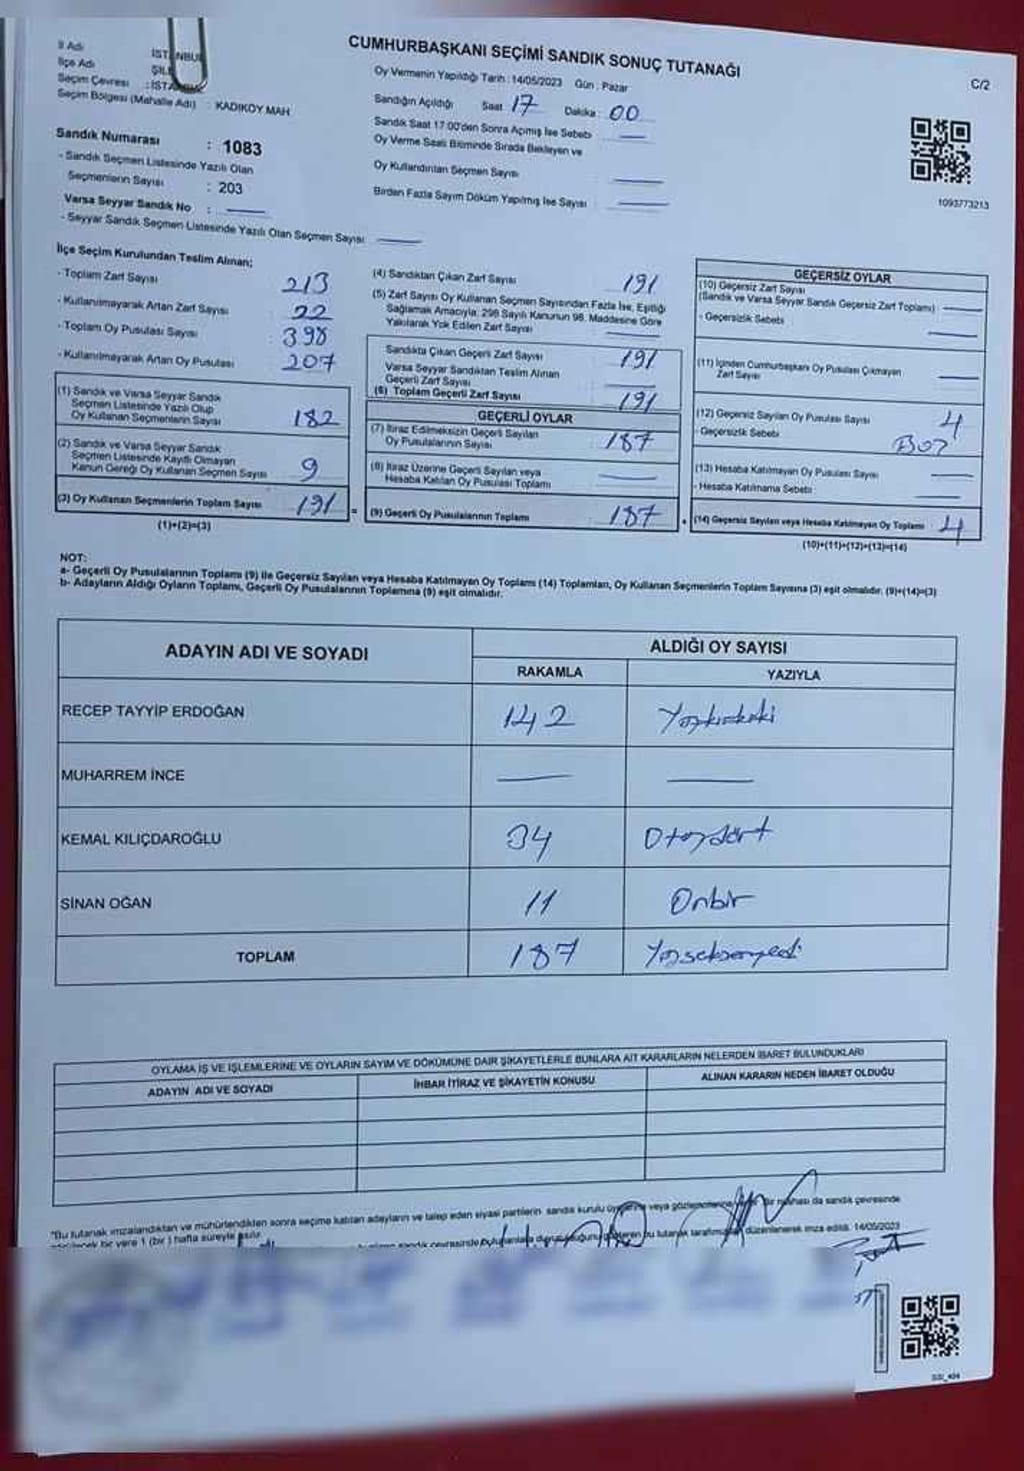 CUMHURBAŞKANI SEÇİMİ SANDIK SONUÇ TUTANAĞI
C/2
İl Adı İSTANBUL
İlçe Adı ŞİLE
Seçim Çevresi : İSTANBUL
Seçim Bölgesi (Mahalle Adı) : KADIKÖY MAH
Oy Vermenin Yapıldığı Tarih : 14/05/2023 Gün : Pazar
Sandığın Açıldığı Saat 17 Dakika : 00
Sandık Saat 17:00'den Sonra Açılmış İse Sebebi
Oy Verme Saati Bitiminde Sırada Bekleyen ve
Oy Kullandırılan Seçmen Sayısı
Birden Fazla Sayım Döküm Yapılmış İse Sayısı
1093773213
Sandık Numarası : 1083
- Sandık Seçmen Listesinde Yazılı Olan
Seçmenlerin Sayısı : 203
Varsa Seyyar Sandık No :
- Seyyar Sandık Seçmen Listesinde Yazılı Olan Seçmen Sayısı
İlçe Seçim Kurulundan Teslim Alınan;
- Toplam Zarf Sayısı : 213
- Kullanılmayarak Artan Zarf Sayısı : 22
- Toplam Oy Pusulası Sayısı : 398
- Kullanılmayarak Artan Oy Pusulası : 207
(1) Sandık ve Varsa Seyyar Sandık
Seçmen Listesinde Yazılı Olup
Oy Kullanan Seçmenlerin Sayısı 182
(2) Sandık ve Varsa Seyyar Sandık
Seçmen Listesinde Kayıtlı Olmayan
Kanun Gereği Oy Kullanan Seçmen Sayısı 9
(3) Oy Kullanan Seçmenlerin Toplam Sayısı 191 =
(1)+(2)=(3)
(4) Sandıktan Çıkan Zarf Sayısı 191
(5) Zarf Sayısı Oy Kullanan Seçmen Sayısından Fazla İse, Eşitliği
Sağlamak Amacıyla; 298 Sayılı Kanunun 98. Maddesine Göre
Yakılarak Yok Edilen Zarf Sayısı
Sandıkta Çıkan Geçerli Zarf Sayısı 191
Varsa Seyyar Sandıktan Teslim Alınan
Geçerli Zarf Sayısı
(6) Toplam Geçerli Zarf Sayısı 191
GEÇERLİ OYLAR
(7) İtiraz Edilmeksizin Geçerli Sayılan
Oy Pusulalarının Sayısı 187
(8) İtiraz Üzerine Geçerli Sayılan veya
Hesaba Katılan Oy Pusulası Toplamı
(9) Geçerli Oy Pusulalarının Toplamı 187 +
GEÇERSİZ OYLAR
(10) Geçersiz Zarf Sayısı
(Sandık ve Varsa Seyyar Sandık Geçersiz Zarf Toplamı)
- Geçersizlik Sebebi
(11) İçinden Cumhurbaşkanı Oy Pusulası Çıkmayan
Zarf Sayısı
(12) Geçersiz Sayılan Oy Pusulası Sayısı 4
- Geçersizlik Sebebi
(13) Hesaba Katılmayan Oy Pusulası Sayısı
- Hesaba Katılmama Sebebi
(14) Geçersiz Sayılan veya Hesaba Katılmayan Oy Toplamı 4
(10)+(11)+(12)+(13)=(14)
NOT:
a- Geçerli Oy Pusulalarının Toplamı (9) ile Geçersiz Sayılan veya Hesaba Katılmayan Oy Toplamı (14) Toplamları, Oy Kullanan Seçmenlerin Toplam Sayısına (3) eşit olmalıdır. (9)+(14)=(3)
b- Adayların Aldığı Oyların Toplamı, Geçerli Oy Pusulalarının Toplamına (9) eşit olmalıdır.
ADAYIN ADI VE SOYADI ALDIĞI OY SAYISI
RAKAMLA YAZIYLA
RECEP TAYYİP ERDOĞAN 142 Yüzkırkiki
MUHARREM İNCE
KEMAL KILIÇDAROĞLU 34 Otuzdört
SİNAN OĞAN 11 Onbir
TOPLAM 187 Yüzseksenyedi
OYLAMA İŞ VE İŞLEMLERİNE VE OYLARIN SAYIM VE DÖKÜMÜNE DAİR ŞİKAYETLERLE BUNLARA AİT KARARLARIN NELERDEN İBARET BULUNDUKLARI
ADAYIN ADI VE SOYADI İHBAR İTİRAZ VE ŞİKAYETİN KONUSU ALINAN KARARIN NEDEN İBARET OLDUĞU
"Bu tutanak imzalandıktan ve mühürlendikten sonra seçime katılan adayların ve talep eden siyasi partilerin sandık kurulu üyelerine veya gözlemcilerine Bir nüshası da sandık çevresinde
bir yere 1 (bir) hafta süreyle asılır. bu tutanak tarafımızdan düzenlenerek imza edildi. 14/05/2023